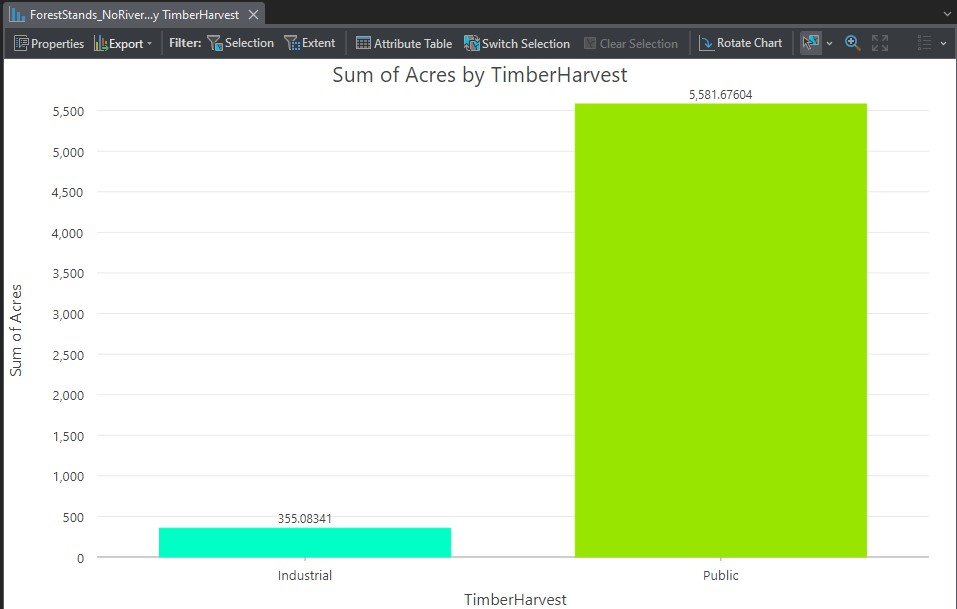 ForestStands_NoRiver...y TimberHarvest
Properties Export Filter: Selection Extent Attribute Table Switch Selection Clear Selection Rotate Chart
Sum of Acres by TimberHarvest
5,581.67604
5,500
5,000
4,500
4,000
3,500
3,000
2,500
2,000
1,500
1,000
500
0
Sum of Acres
355.08341
Industrial Public
TimberHarvest